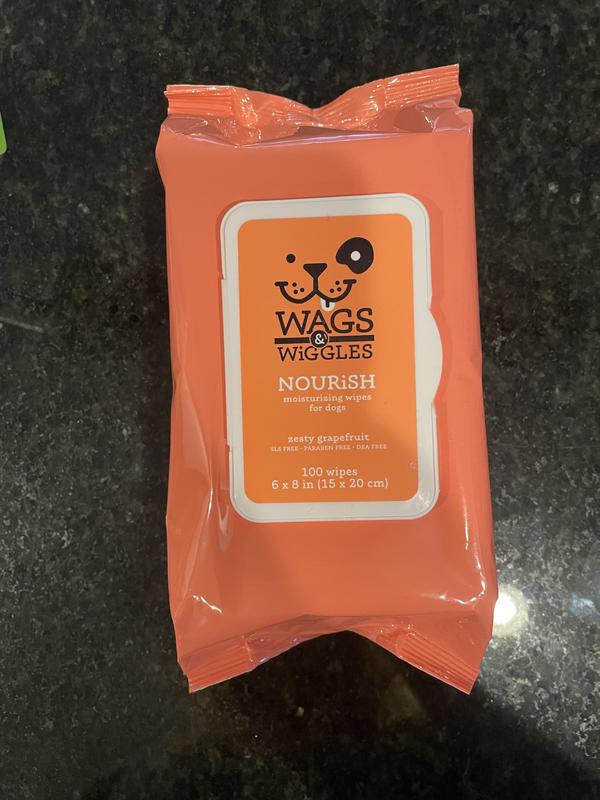 WAGS
&
WiGGLES
NOURiSH
moisturizing wipes
for dogs
zesty grapefruit
SLS FREE · PARABEN FREE · DEA FREE
100 wipes
6 x 8 in (15 x 20 cm)